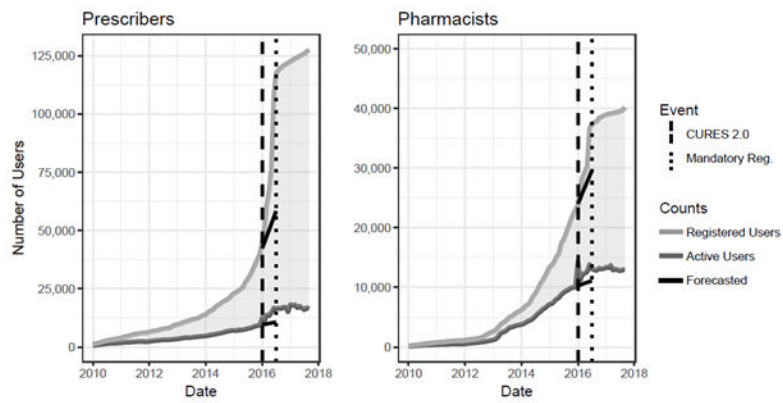 Prescribers
Number of Users
125,000
100,000
75,000
50,000
25,000
0
2010 2012 2014 2016 2018
Date
Pharmacists
50,000
40,000
30,000
20,000
10,000
0
2010 2012 2014 2016 2018
Date
Event
CURES 2.0
Mandatory Reg.
Counts
Registered Users
Active Users
Forecasted